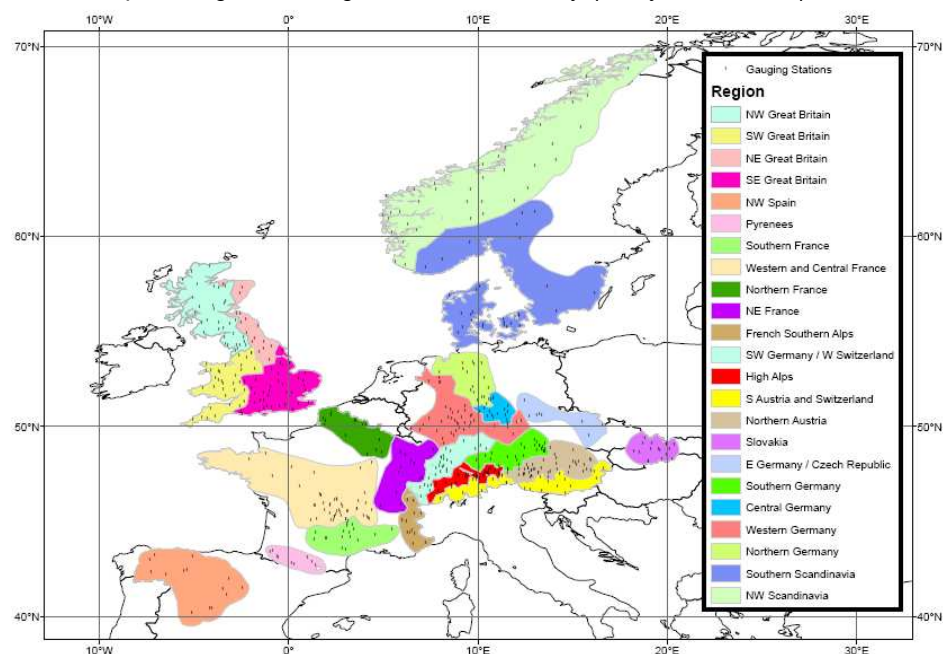 10°W 0° 10°E 20°E 30°E
70°N 70°N
Gauging Stations
Region
NW Great Britain
SW Great Britain
NE Great Britain
SE Great Britain
NW Spain
Pyrenees
Southern France
Western and Central France
Northern France
NE France
French Southern Alps
SW Germany / W Switzerland
High Alps
S Austria and Switzerland
Northern Austria
Slovakia
E Germany / Czech Republic
Southern Germany
Central Germany
Western Germany
Northern Germany
Southern Scandinavia
NW Scandinavia
60°N 60°N
50°N 50°N
40°N 40°N
10°W 0° 10°E 20°E 30°E